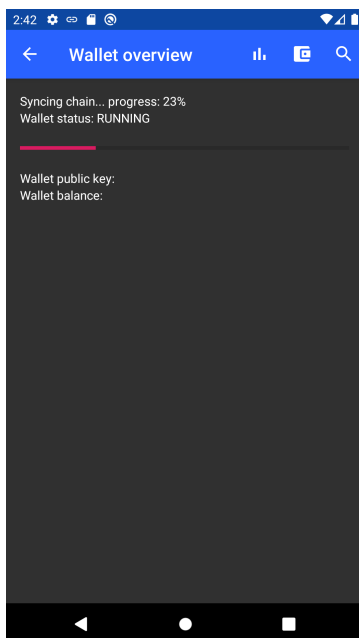 2:42
Wallet overview
Syncing chain... progress: 23%
Wallet status: RUNNING
Wallet public key:
Wallet balance: